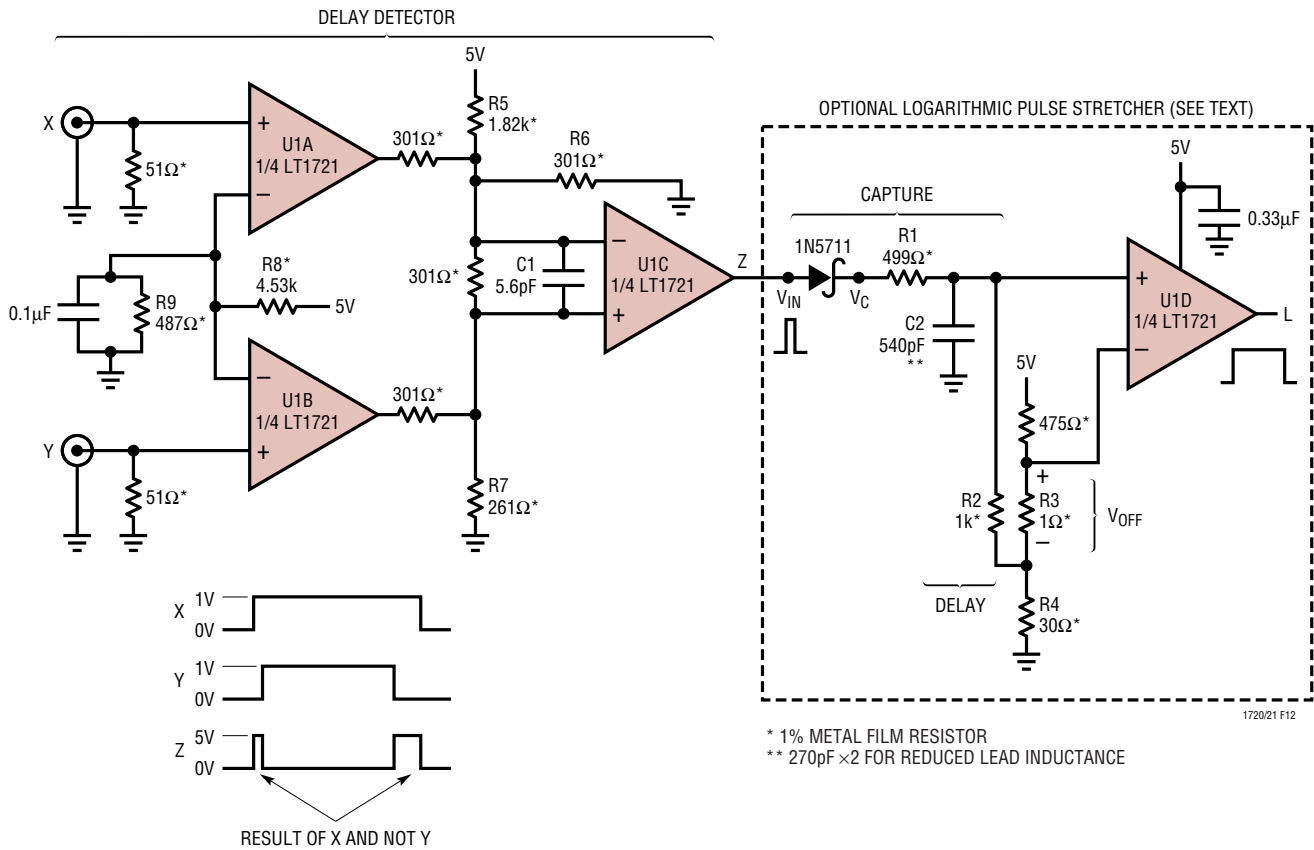 DELAY DETECTOR
5V
R5
1.82k*
OPTIONAL LOGARITHMIC PULSE STRETCHER (SEE TEXT)
X
+
U1A
1/4 LT1721
−
51Ω*
301Ω*
R6
301Ω*
5V
0.33µF
CAPTURE
1N5711
R1
499Ω*
0.1µF
R9
487Ω*
R8*
4.53k
5V
301Ω*
C1
5.6pF
−
U1C
1/4 LT1721
+
Z
VIN
VC
C2
540pF
**
+
U1D
1/4 LT1721
−
L
5V
475Ω*
−
U1B
1/4 LT1721
+
301Ω*
Y
51Ω*
R7
261Ω*
R2
1k*
+
R3
1Ω*
−
VOFF
DELAY
R4
30Ω*
X
1V
0V
Y
1V
0V
Z
5V
0V
RESULT OF X AND NOT Y
1720/21 F12
* 1% METAL FILM RESISTOR
** 270pF ×2 FOR REDUCED LEAD INDUCTANCE